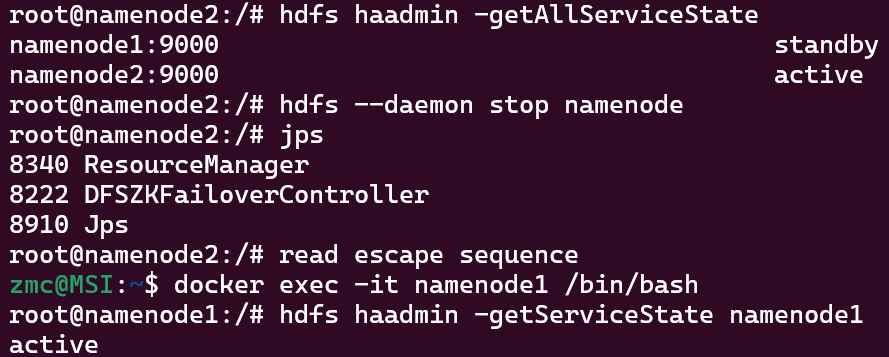 root@namenode2:/# hdfs haadmin -getAllServiceState
namenode1:9000 standby
namenode2:9000 active
root@namenode2:/# hdfs --daemon stop namenode
root@namenode2:/# jps
8340 ResourceManager
8222 DFSZKFailoverController
8910 Jps
root@namenode2:/# read escape sequence
zmc@MSI:~$ docker exec -it namenode1 /bin/bash
root@namenode1:/# hdfs haadmin -getServiceState namenode1
active